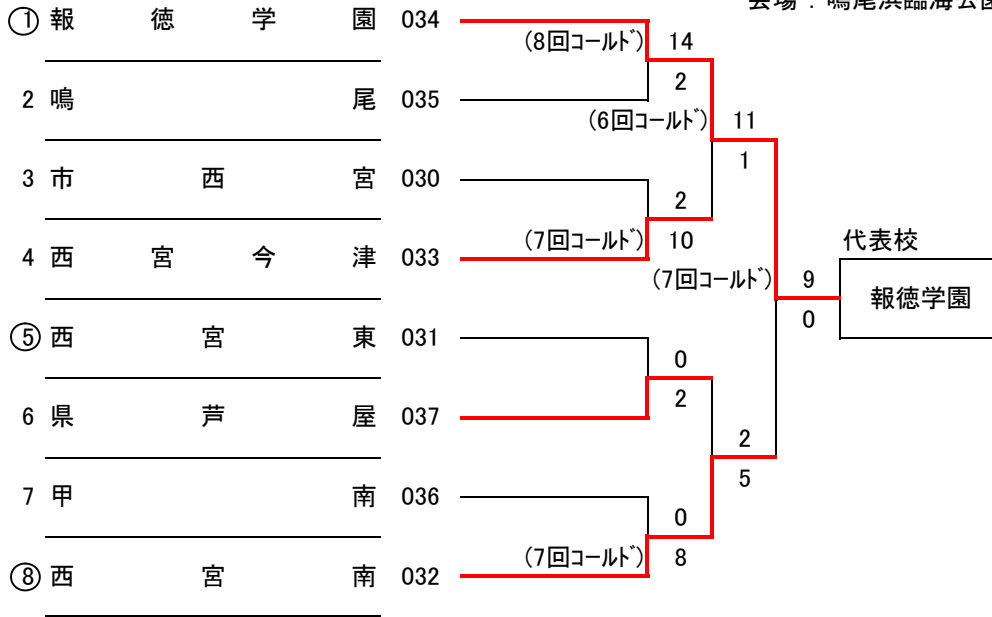 会場：鳴尾浜臨海公園
① 報徳学園 034
(8回ｺｰﾙﾄﾞ) 14
2
2 鳴尾 035
(6回ｺｰﾙﾄﾞ) 11
1
3 市西宮 030
2
(7回ｺｰﾙﾄﾞ) 10
4 西宮今津 033
代表校
(7回ｺｰﾙﾄﾞ) 9
0
報徳学園
⑤ 西宮東 031
0
2
6 県芦屋 037
2
5
7 甲南 036
0
(7回ｺｰﾙﾄﾞ) 8
⑧ 西宮南 032